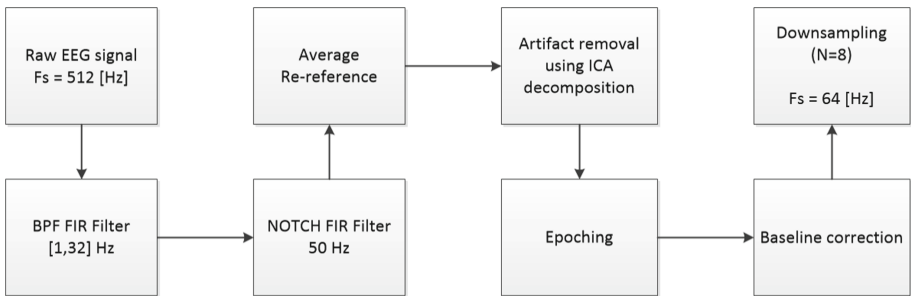 Raw EEG signal
Fs = 512 [Hz]
BPF FIR Filter
[1,32] Hz
NOTCH FIR Filter
50 Hz
Average
Re-reference
Artifact removal
using ICA
decomposition
Epoching
Baseline correction
Downsampling
(N=8)
Fs = 64 [Hz]